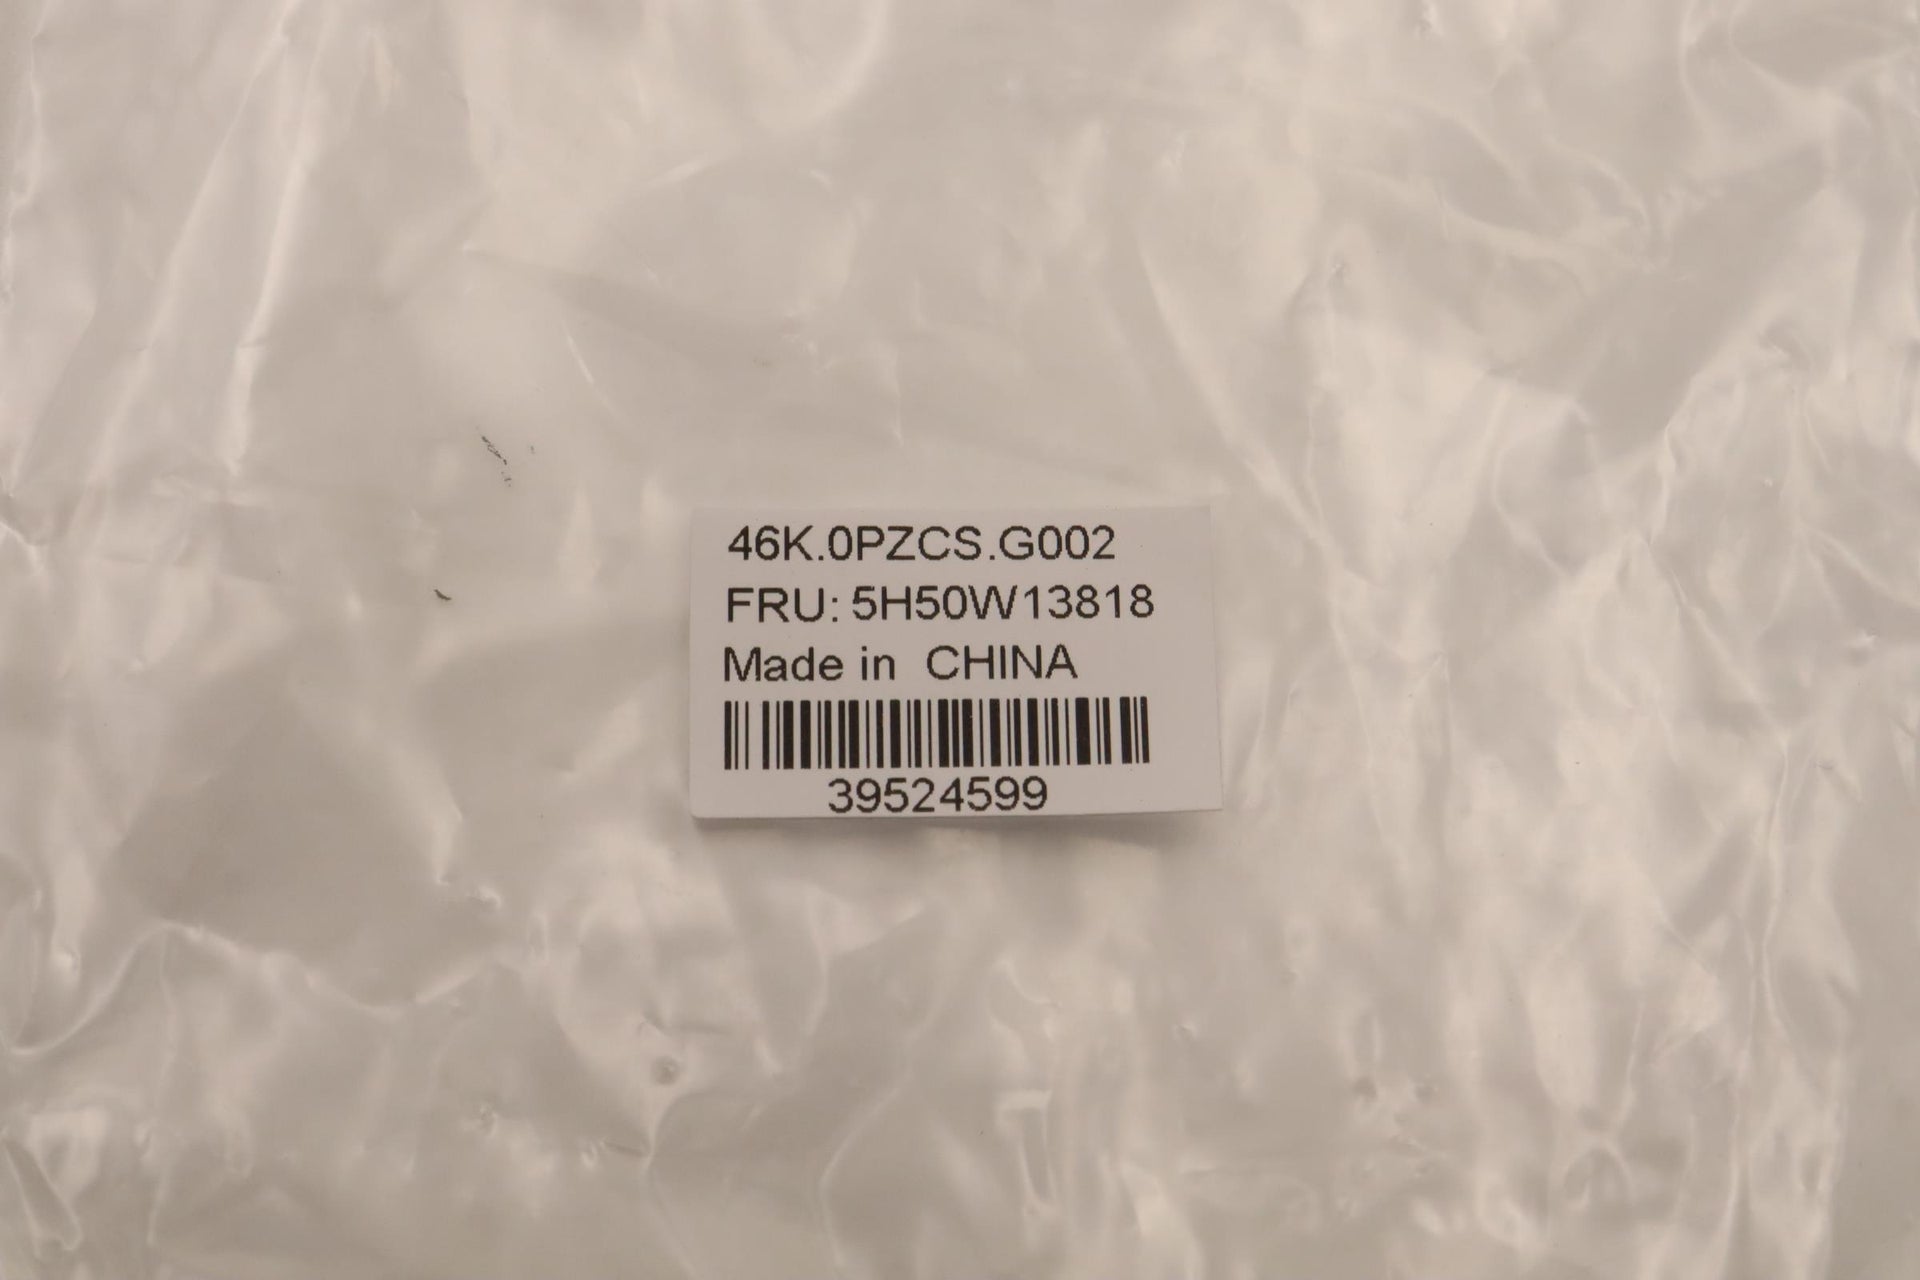 46K.0PZCS.G002
FRU: 5H50W13818
Made in CHINA
39524599